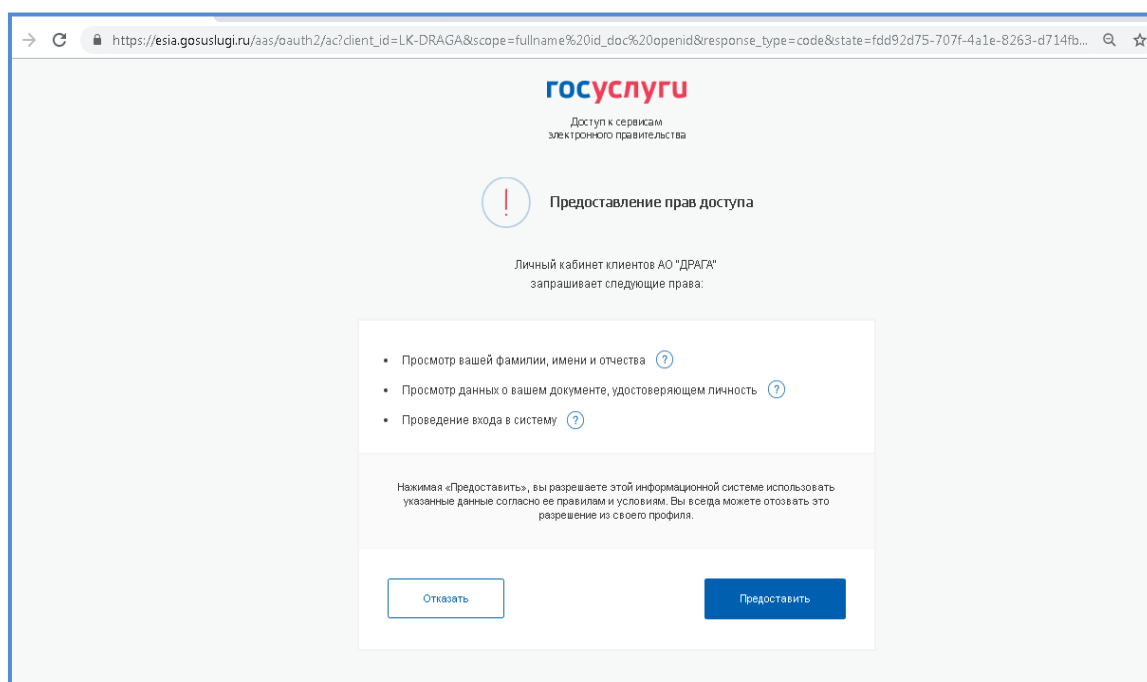 https://esia.gosuslugi.ru/aas/oauth2/ac?client_id=LK-DRAGA&scope=fullname%20id_doc%20openid&response_type=code&state=fdd92d75-707f-4a1e-8263-d714fb...
госуслуги
Доступ к сервисам
электронного правительства
Предоставление прав доступа
Личный кабинет клиентов АО "ДРАГА"
запрашивает следующие права:
• Просмотр вашей фамилии, имени и отчества ?
• Просмотр данных о вашем документе, удостоверяющем личность ?
• Проведение входа в систему ?
Нажимая «Предоставить», вы разрешаете этой информационной системе использовать
указанные данные согласно ее правилам и условиям. Вы всегда можете отозвать это
разрешение из своего профиля.
Отказать
Предоставить